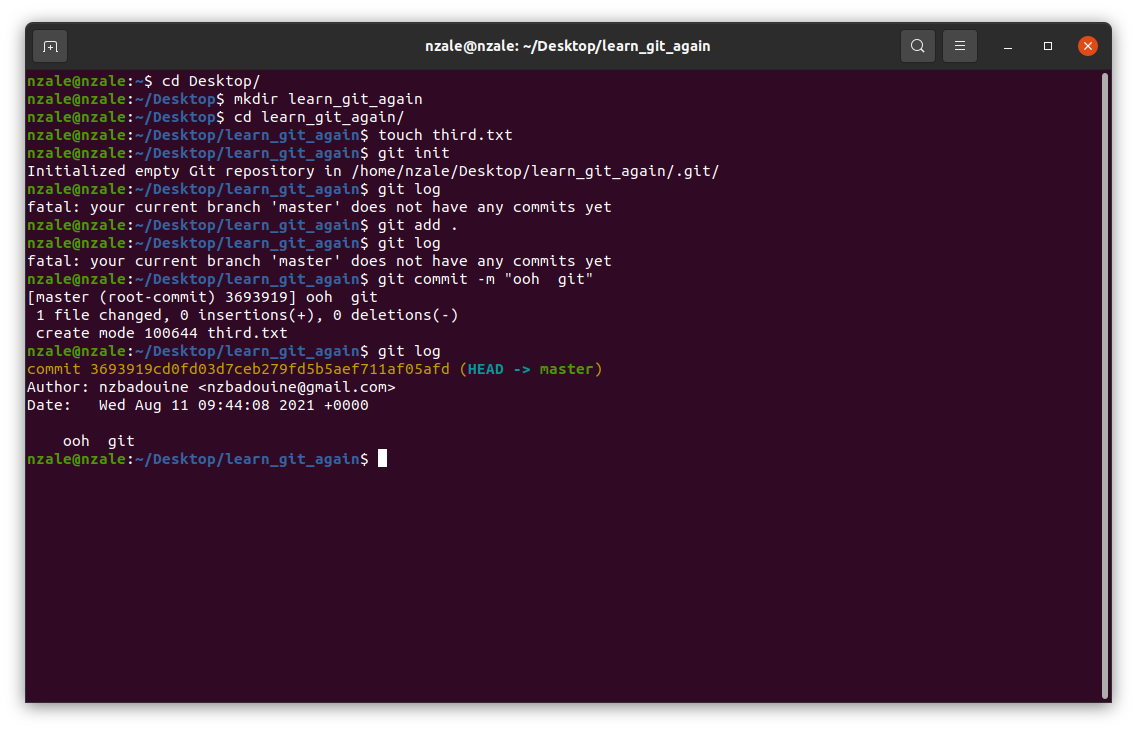 nzale@nzale: ~/Desktop/learn_git_again
nzale@nzale:~$ cd Desktop/
nzale@nzale:~/Desktop$ mkdir learn_git_again
nzale@nzale:~/Desktop$ cd learn_git_again/
nzale@nzale:~/Desktop/learn_git_again$ touch third.txt
nzale@nzale:~/Desktop/learn_git_again$ git init
Initialized empty Git repository in /home/nzale/Desktop/learn_git_again/.git/
nzale@nzale:~/Desktop/learn_git_again$ git log
fatal: your current branch 'master' does not have any commits yet
nzale@nzale:~/Desktop/learn_git_again$ git add .
nzale@nzale:~/Desktop/learn_git_again$ git log
fatal: your current branch 'master' does not have any commits yet
nzale@nzale:~/Desktop/learn_git_again$ git commit -m "ooh  git"
[master (root-commit) 3693919] ooh  git
 1 file changed, 0 insertions(+), 0 deletions(-)
 create mode 100644 third.txt
nzale@nzale:~/Desktop/learn_git_again$ git log
commit 3693919cd0fd03d7ceb279fd5b5aef711af05afd (HEAD -> master)
Author: nzbadouine <nzbadouine@gmail.com>
Date:   Wed Aug 11 09:44:08 2021 +0000

    ooh  git
nzale@nzale:~/Desktop/learn_git_again$